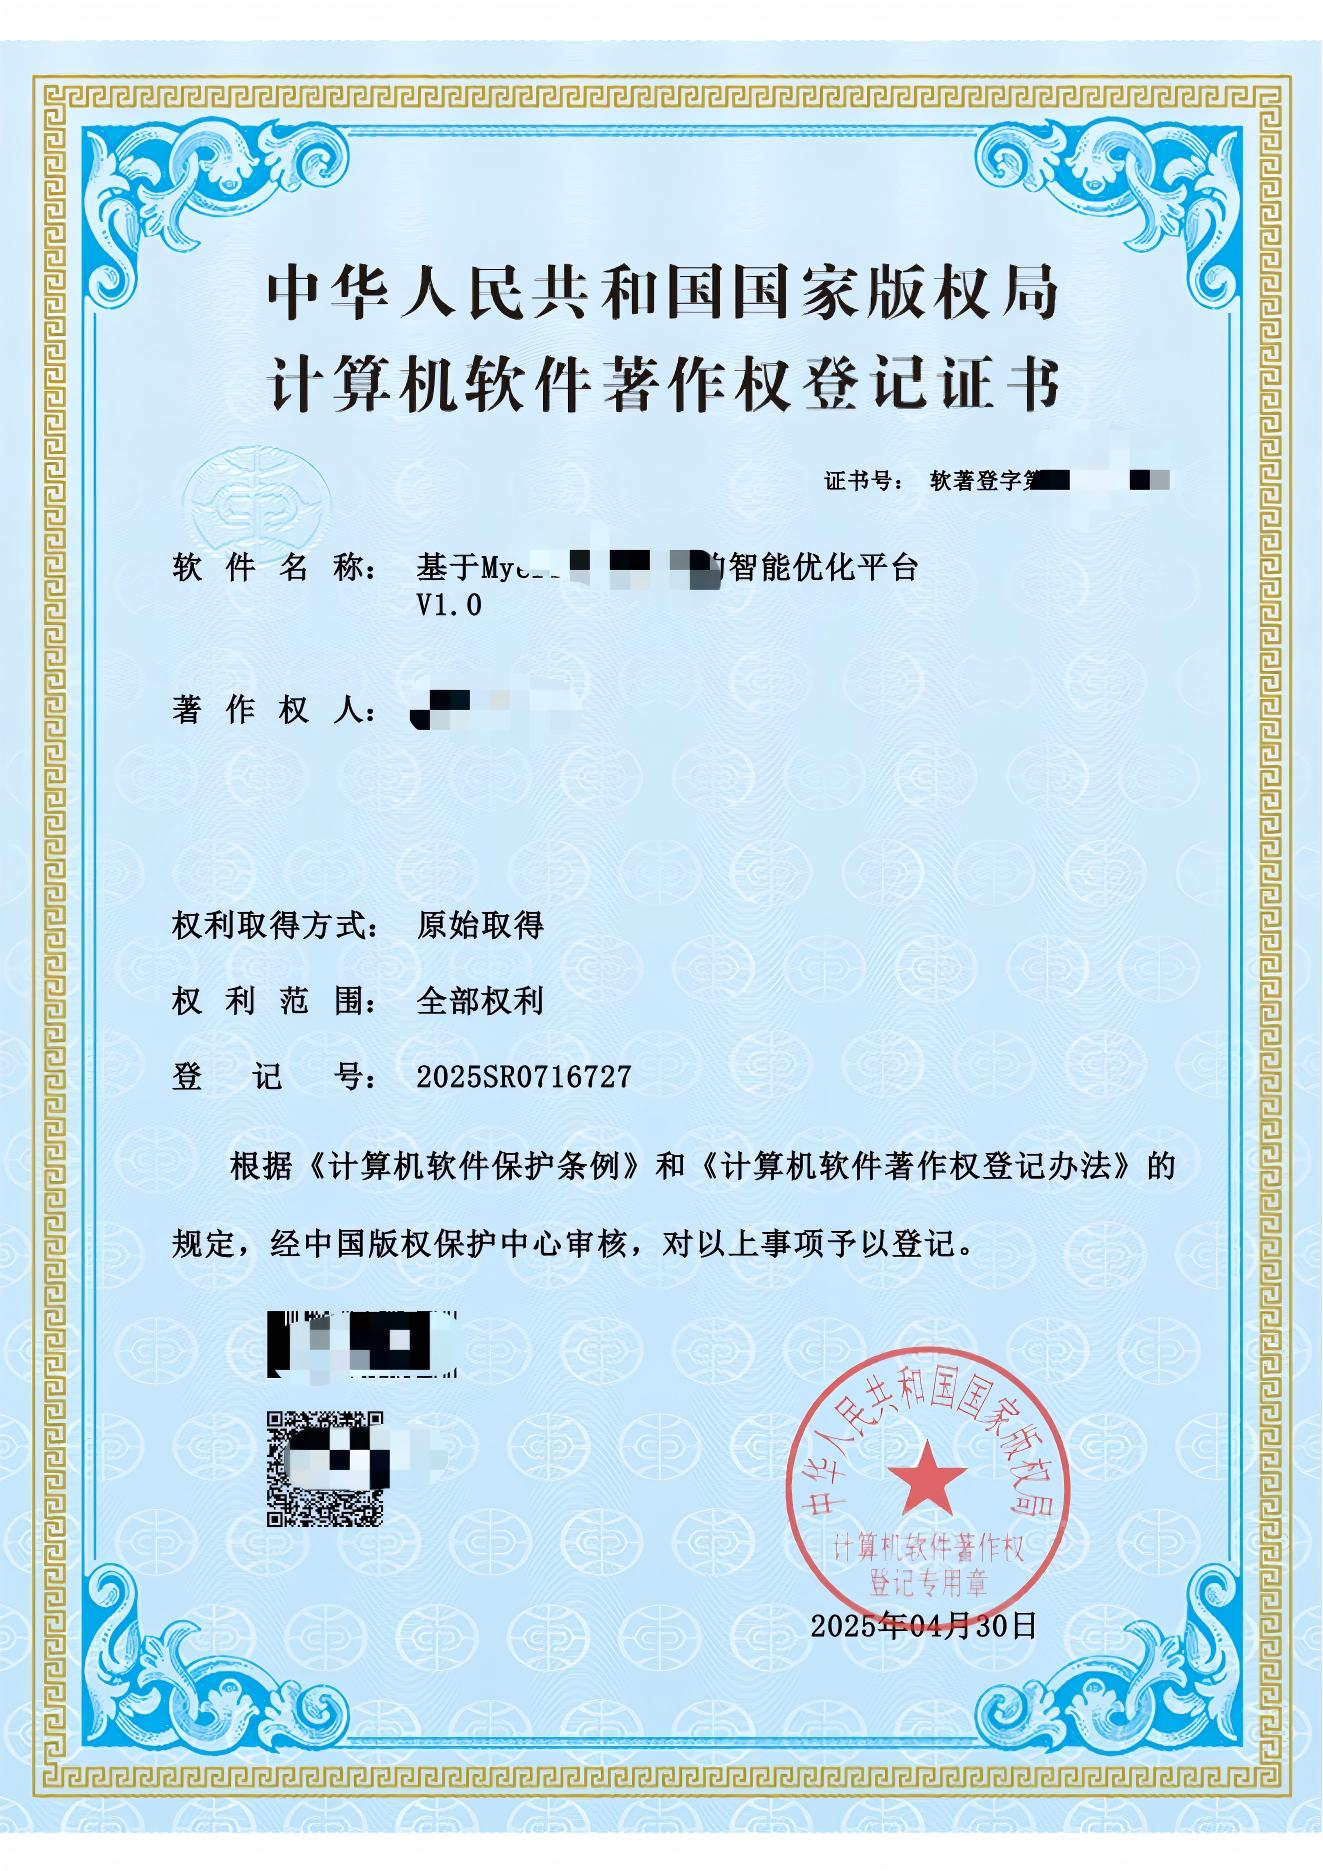 中华人民共和国国家版权局
计算机软件著作权登记证书
证书号： 软著登字第
软件名称： 基于My 的智能优化平台
V1.0
著作权人：
权利取得方式： 原始取得
权利范围： 全部权利
登记号： 2025SR0716727
根据《计算机软件保护条例》和《计算机软件著作权登记办法》的
规定，经中国版权保护中心审核，对以上事项予以登记。
中华人民共和国国家版权局
计算机软件著作权
登记专用章
2025年04月30日